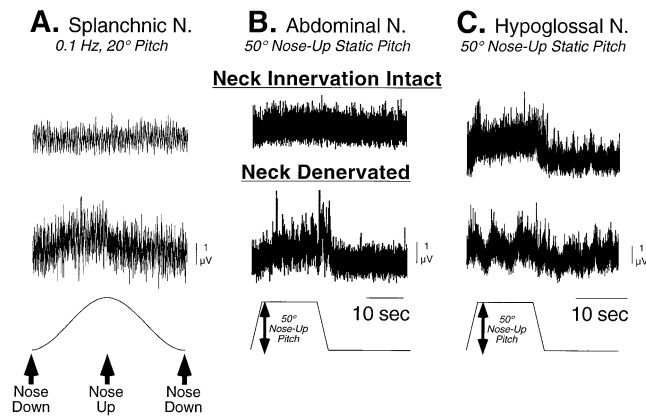 A. Splanchnic N.
0.1 Hz, 20° Pitch
B. Abdominal N.
50° Nose-Up Static Pitch
C. Hypoglossal N.
50° Nose-Up Static Pitch
Neck Innervation Intact
Neck Denervated
1
µV
1
µV
1
µV
50°
Nose-Up
Pitch
10 sec
50°
Nose-Up
Pitch
10 sec
Nose
Down
Nose
Up
Nose
Down